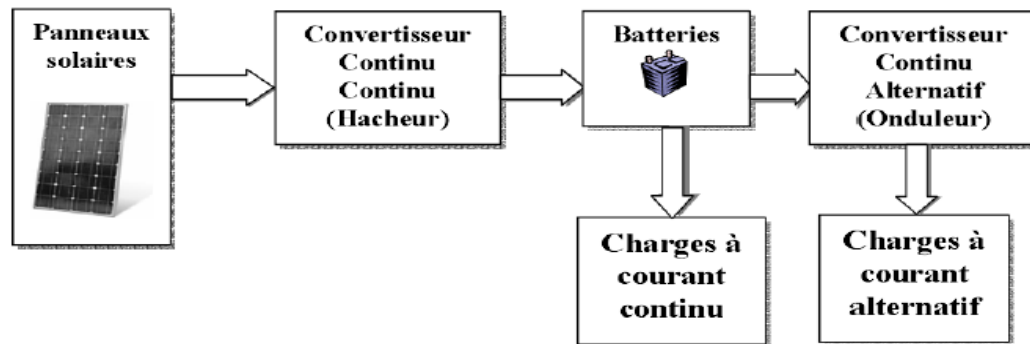 Panneaux
solaires
Convertisseur
Continu
Continu
(Hacheur)
Batteries
Convertisseur
Continu
Alternatif
(Onduleur)
Charges à
courant
continu
Charges à
courant
alternatif